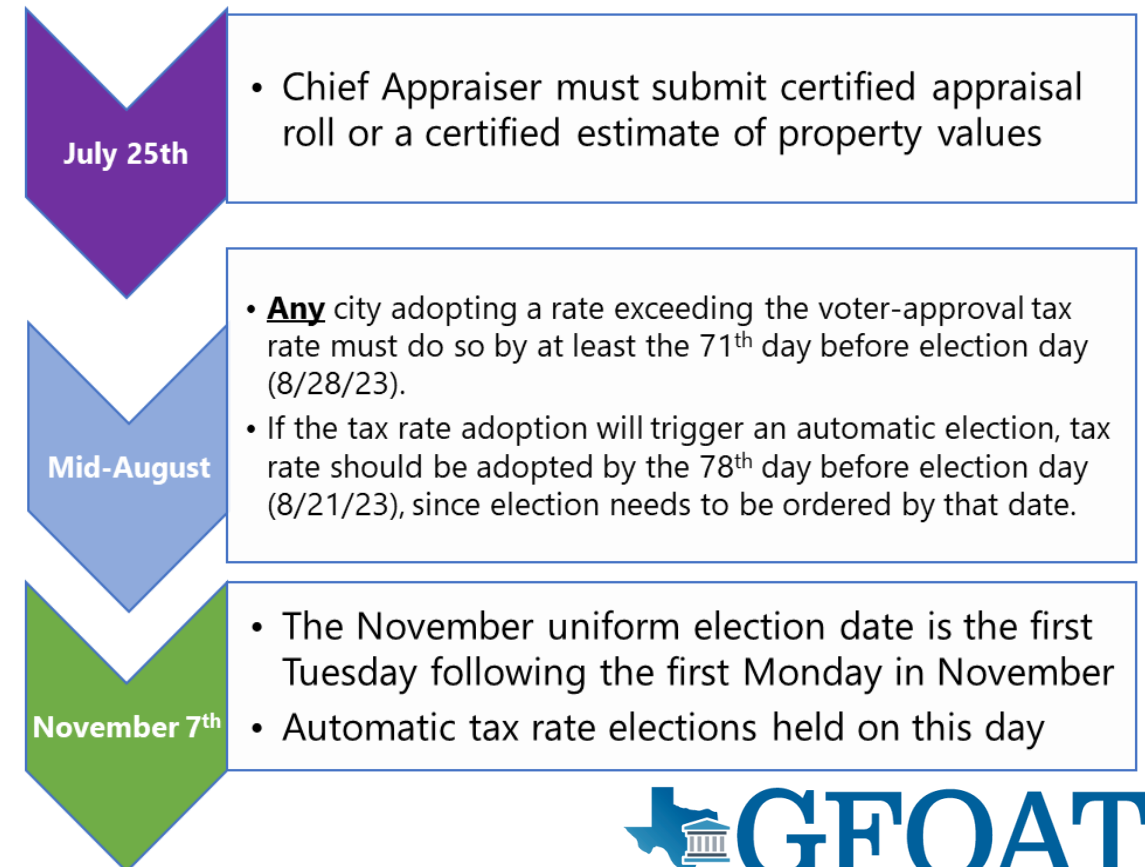 July 25th
• Chief Appraiser must submit certified appraisal
roll or a certified estimate of property values
Mid-August
• Any city adopting a rate exceeding the voter-approval tax
rate must do so by at least the 71th day before election day
(8/28/23).
• If the tax rate adoption will trigger an automatic election, tax
rate should be adopted by the 78th day before election day
(8/21/23), since election needs to be ordered by that date.
November 7th
• The November uniform election date is the first
Tuesday following the first Monday in November
• Automatic tax rate elections held on this day
GFOAT